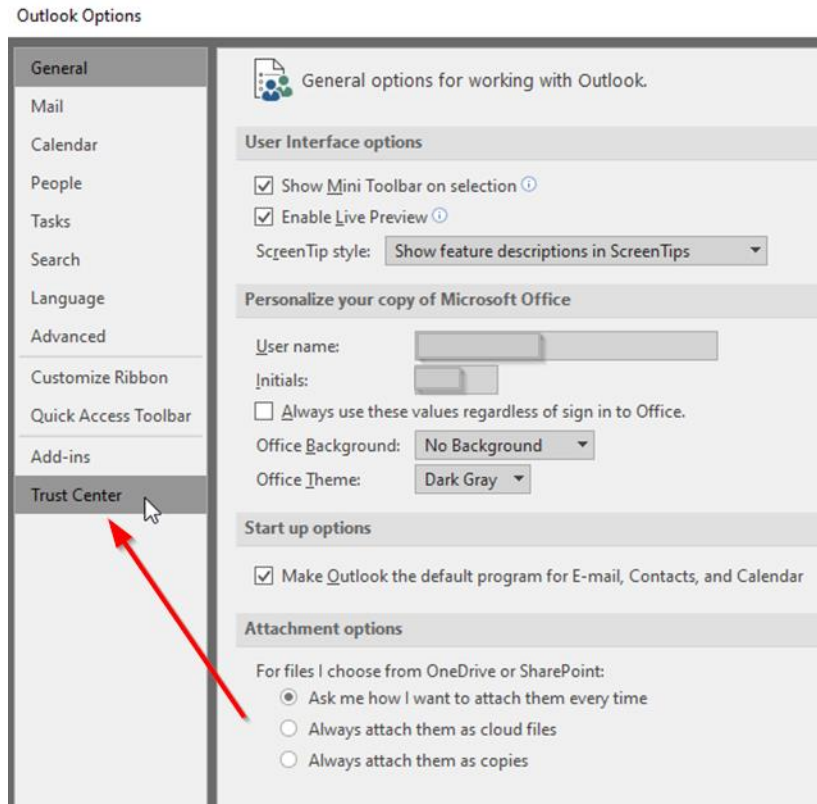 Outlook Options
General
Mail
Calendar
People
Tasks
Search
Language
Advanced
Customize Ribbon
Quick Access Toolbar
Add-ins
Trust Center
General options for working with Outlook.
User Interface options
Show Mini Toolbar on selection
Enable Live Preview
ScreenTip style: Show feature descriptions in ScreenTips
Personalize your copy of Microsoft Office
User name:
Initials:
Always use these values regardless of sign in to Office.
Office Background: No Background
Office Theme: Dark Gray
Start up options
Make Outlook the default program for E-mail, Contacts, and Calendar
Attachment options
For files I choose from OneDrive or SharePoint:
Ask me how I want to attach them every time
Always attach them as cloud files
Always attach them as copies